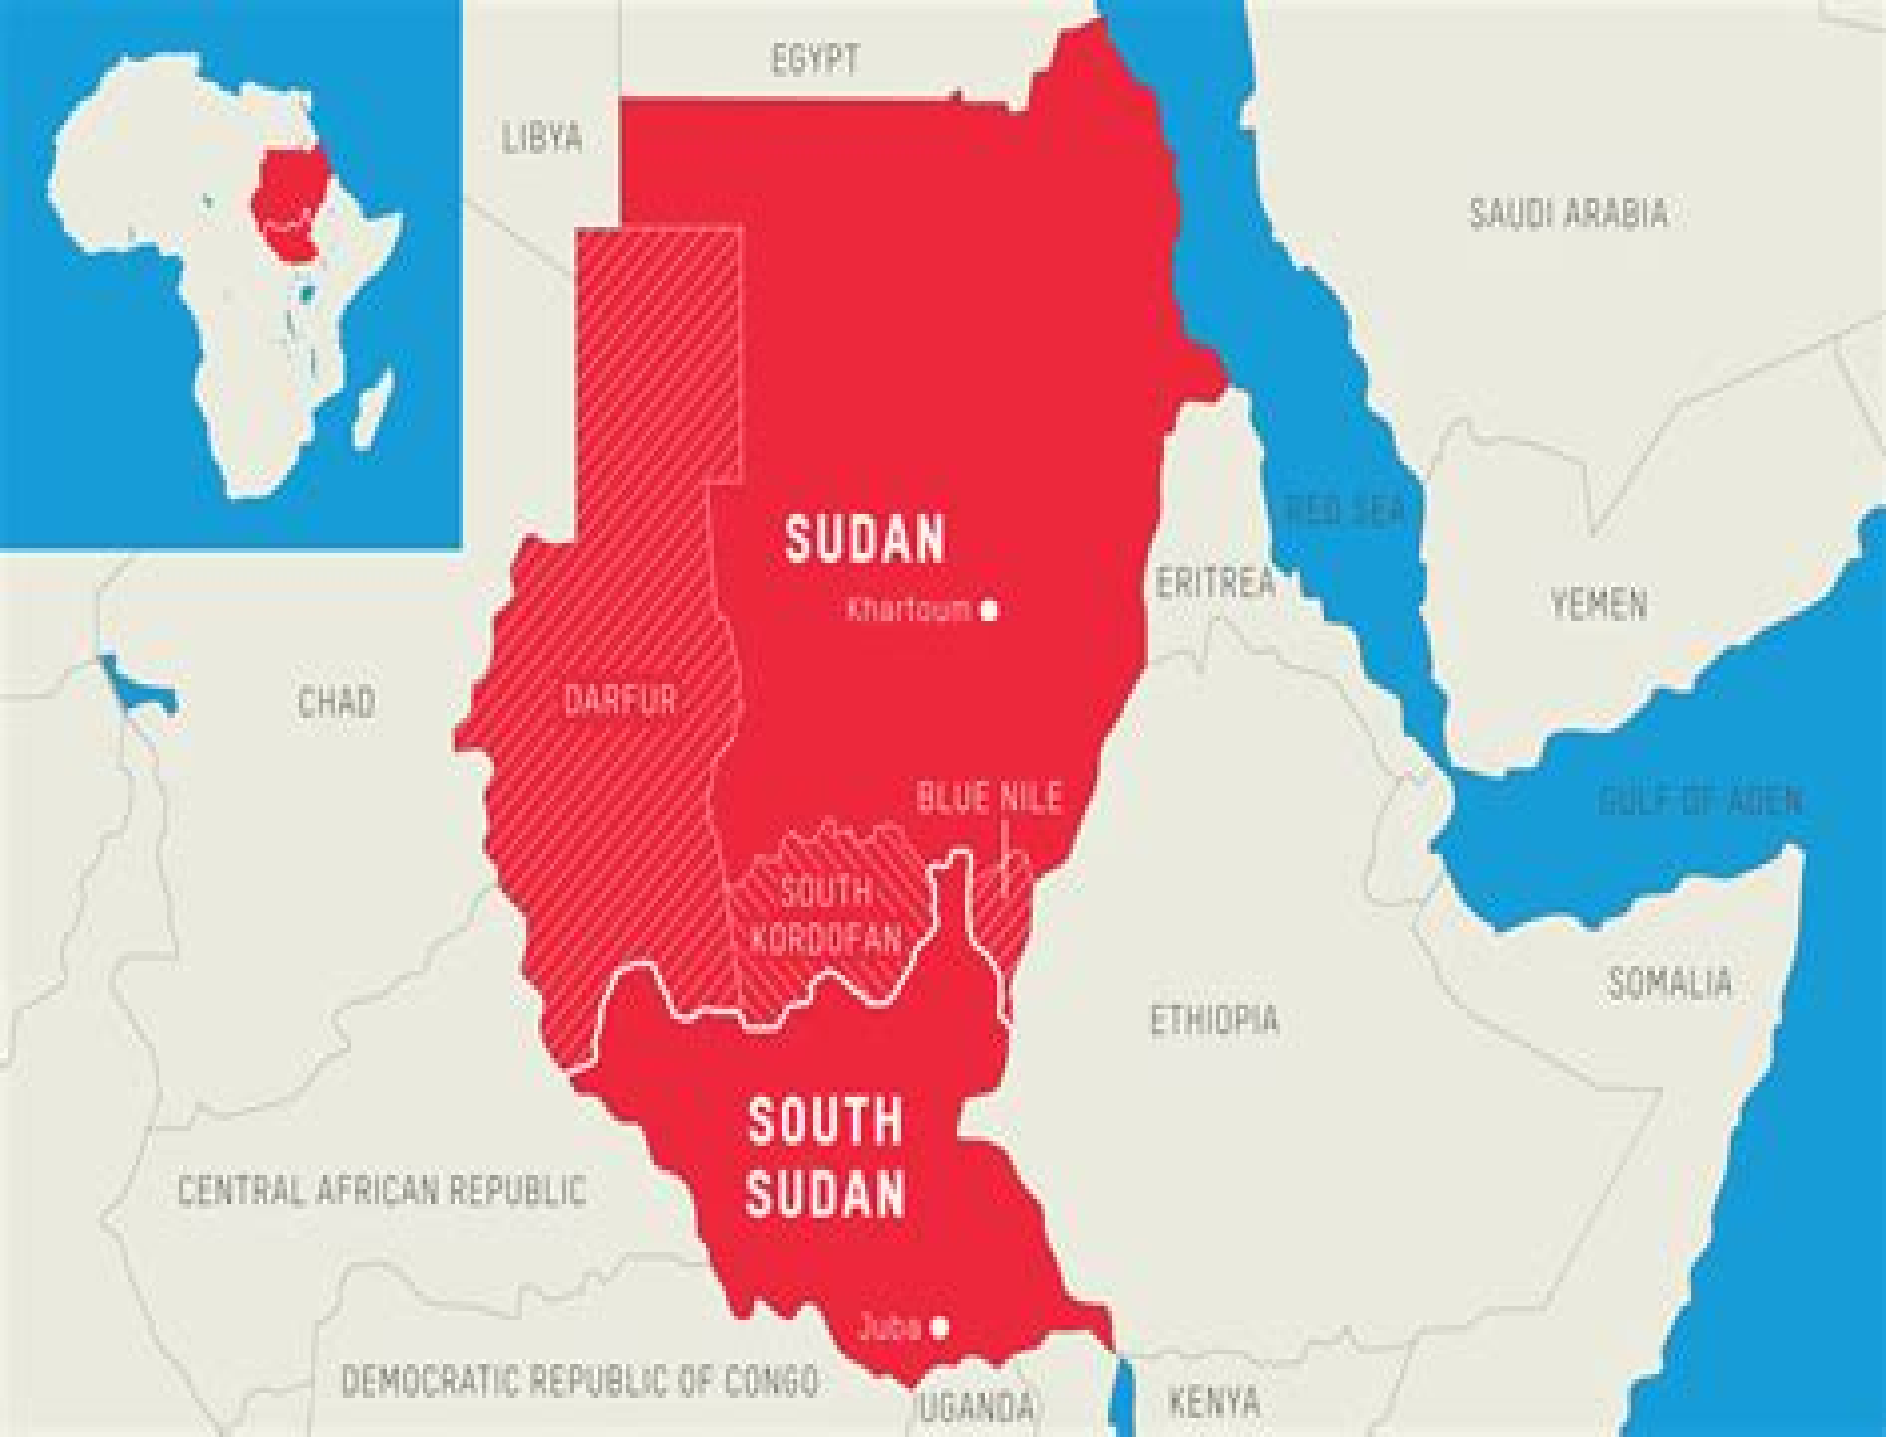 EGYPT
LIBYA
SAUDI ARABIA
SUDAN
Khartoum
RED SEA
ERITREA
YEMEN
CHAD
DARFUR
BLUE NILE
GULF OF ADEN
SOUTH
KORDOFAN
SOMALIA
ETHIOPIA
SOUTH
SUDAN
CENTRAL AFRICAN REPUBLIC
Juba
DEMOCRATIC REPUBLIC OF CONGO
UGANDA
KENYA